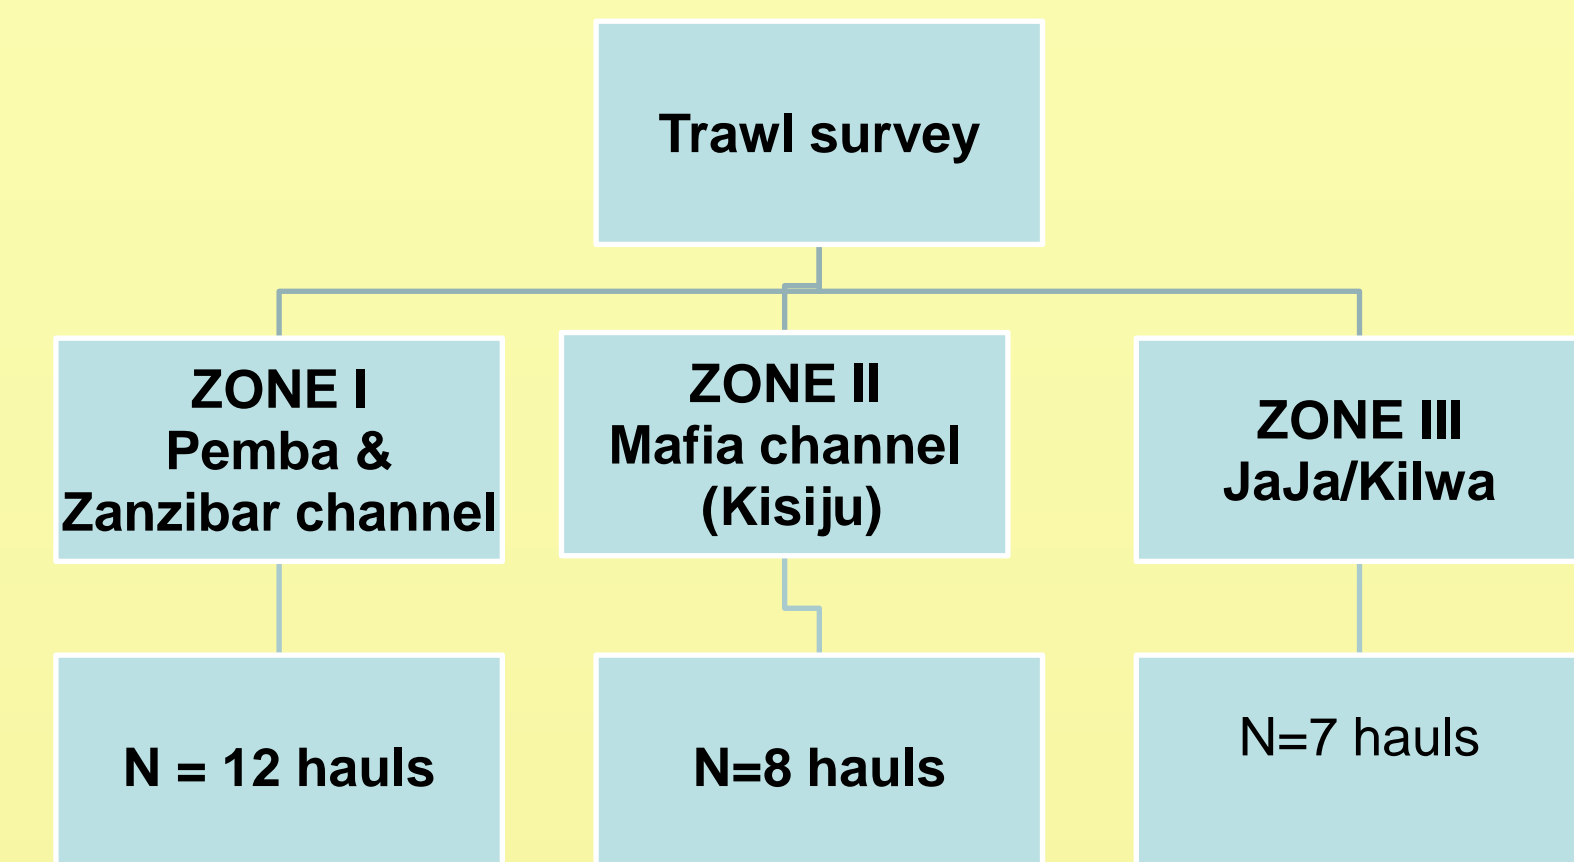 Trawl survey
ZONE I
Pemba &
Zanzibar channel
ZONE II
Mafia channel
(Kisiju)
ZONE III
JaJa/Kilwa
N = 12 hauls
N=8 hauls
N=7 hauls